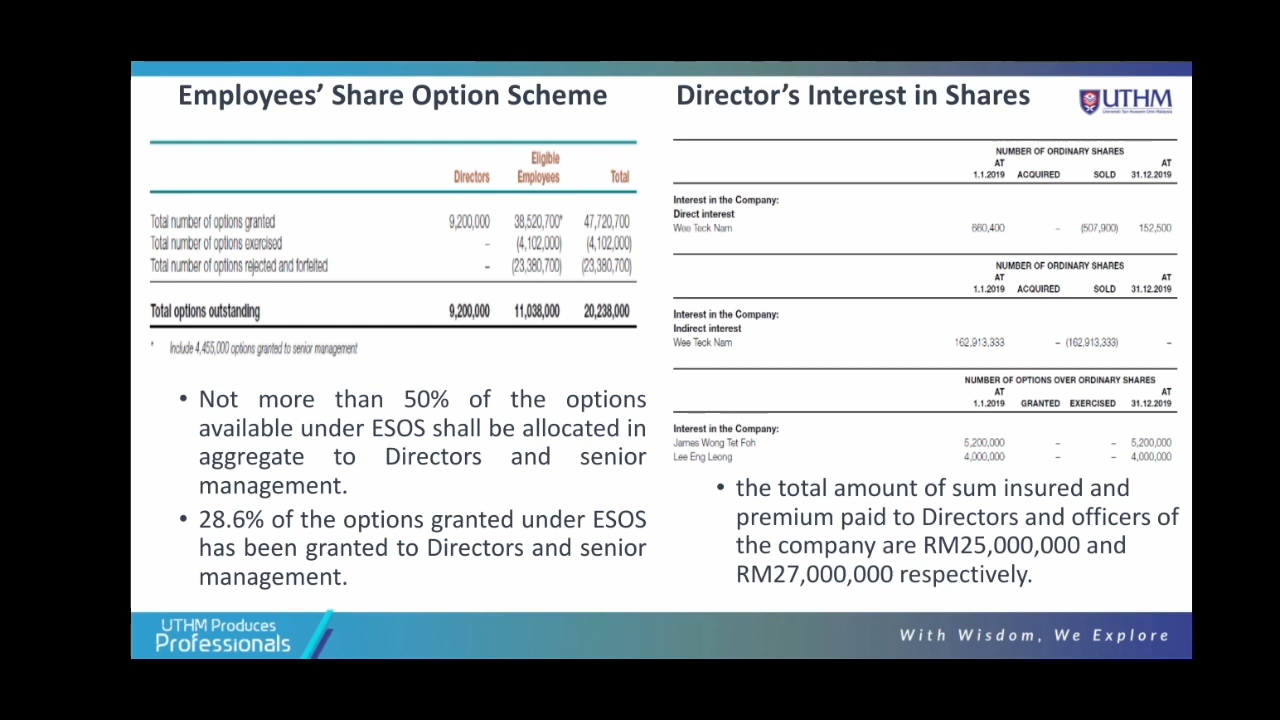 Employees' Share Option Scheme
Directors Eligible Employees Total
Total number of options granted 9,200,000 38,520,700* 47,720,700
Total number of options exercised – (4,102,000) (4,102,000)
Total number of options rejected and forfeited – (23,380,700) (23,380,700)
Total options outstanding 9,200,000 11,038,000 20,238,000
* Include 4,455,000 options granted to senior management
• Not more than 50% of the options
available under ESOS shall be allocated in
aggregate to Directors and senior
management.
• 28.6% of the options granted under ESOS
has been granted to Directors and senior
management.
Director's Interest in Shares
UTHM
NUMBER OF ORDINARY SHARES
AT AT
1.1.2019 ACQUIRED SOLD 31.12.2019
Interest in the Company:
Direct interest
Wee Teck Nam 660,400 – (507,900) 152,500
NUMBER OF ORDINARY SHARES
AT AT
1.1.2019 ACQUIRED SOLD 31.12.2019
Interest in the Company:
Indirect interest
Wee Teck Nam 162,913,333 – (162,913,333) –
NUMBER OF OPTIONS OVER ORDINARY SHARES
AT AT
1.1.2019 GRANTED EXERCISED 31.12.2019
Interest in the Company:
James Wong Tet Foh 5,200,000 – – 5,200,000
Lee Eng Leong 4,000,000 – – 4,000,000
• the total amount of sum insured and
premium paid to Directors and officers of
the company are RM25,000,000 and
RM27,000,000 respectively.
UTHM Produces
Professionals
With Wisdom, We Explore